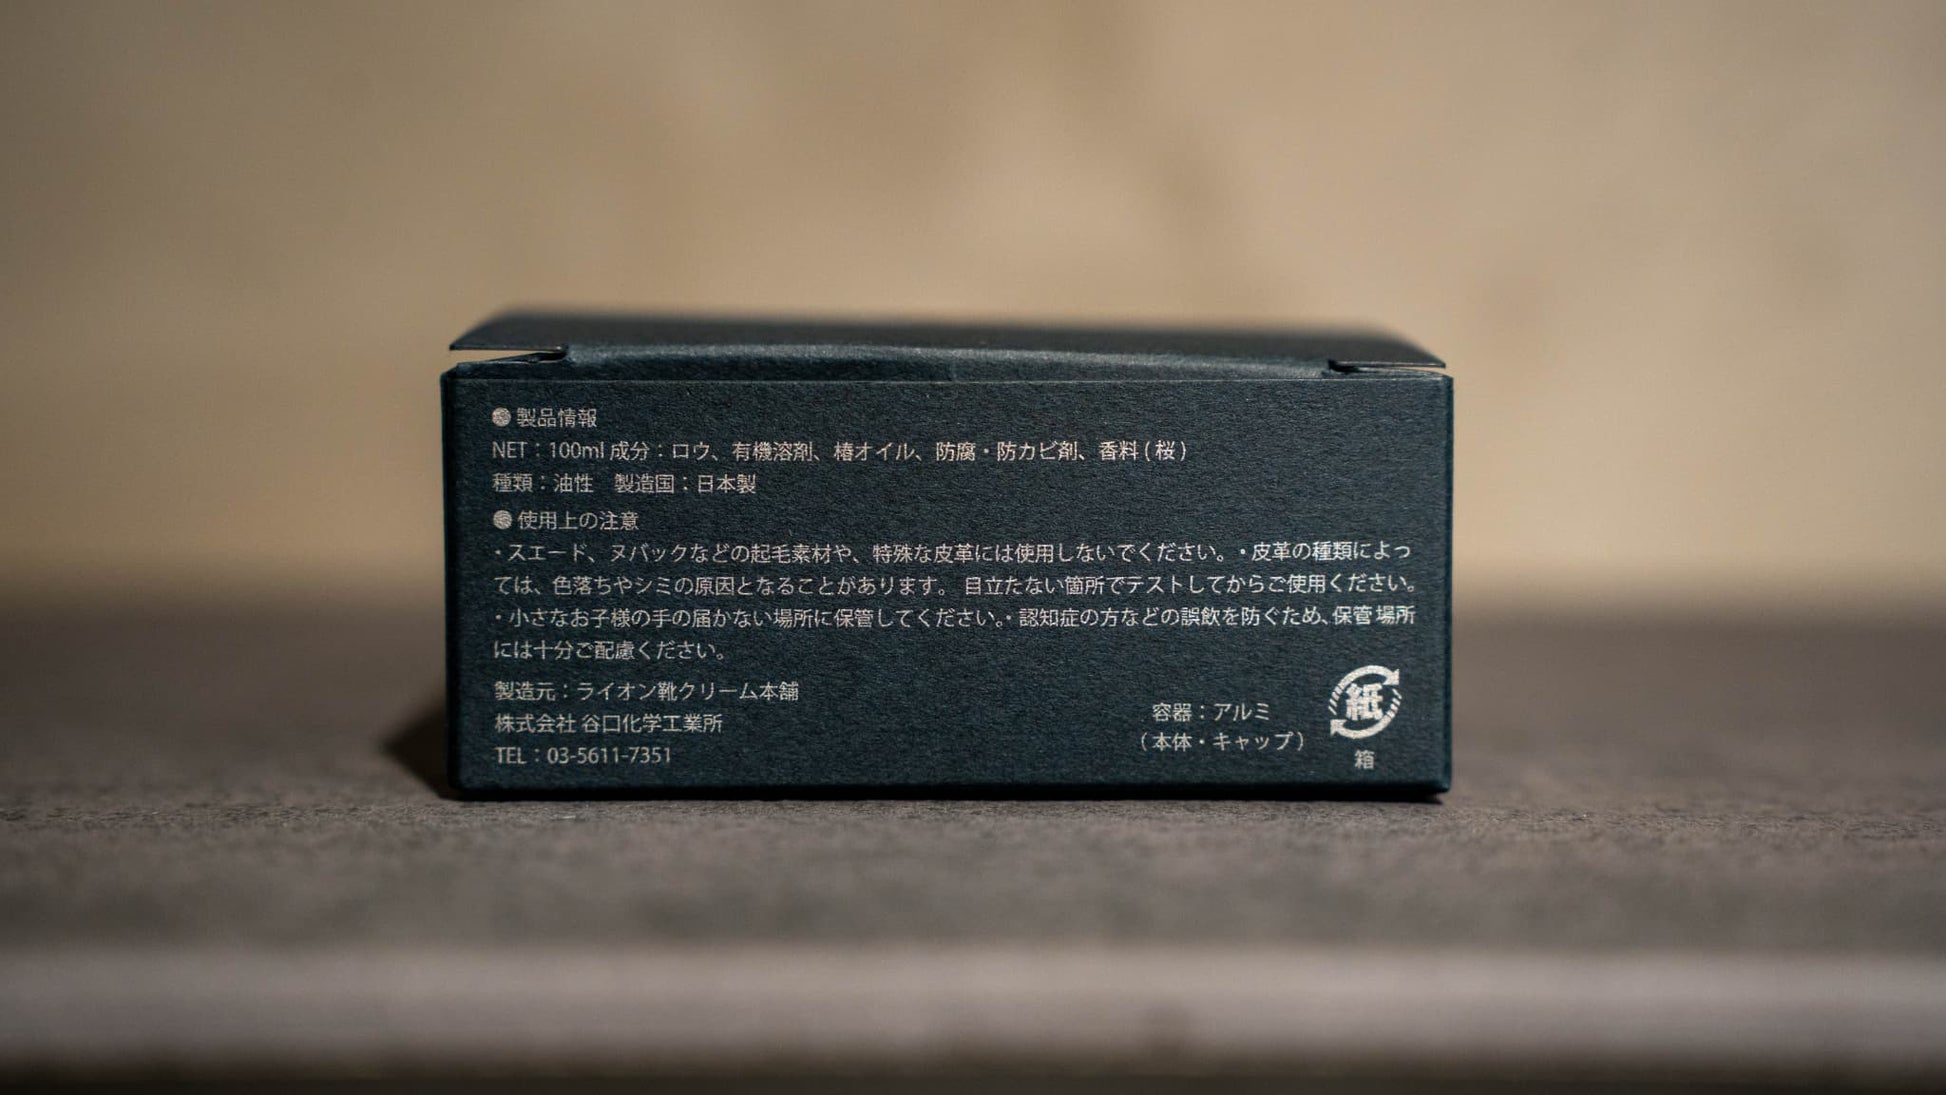 ● 製品情報
NET：100ml 成分：ロウ、有機溶剤、椿オイル、防腐・防カビ剤、香料 ( 桜 )
種類：油性　製造国：日本製
● 使用上の注意
・スエード、ヌバックなどの起毛素材や、特殊な皮革には使用しないでください。・皮革の種類によっ
ては、色落ちやシミの原因となることがあります。 目立たない箇所でテストしてからご使用ください。
・小さなお子様の手の届かない場所に保管してください。・認知症の方などの誤飲を防ぐため、保管場所
には十分ご配慮ください。
製造元：ライオン靴クリーム本舗
株式会社 谷口化学工業所
TEL：03-5611-7351
容器：アルミ
( 本体・キャップ )
紙
箱